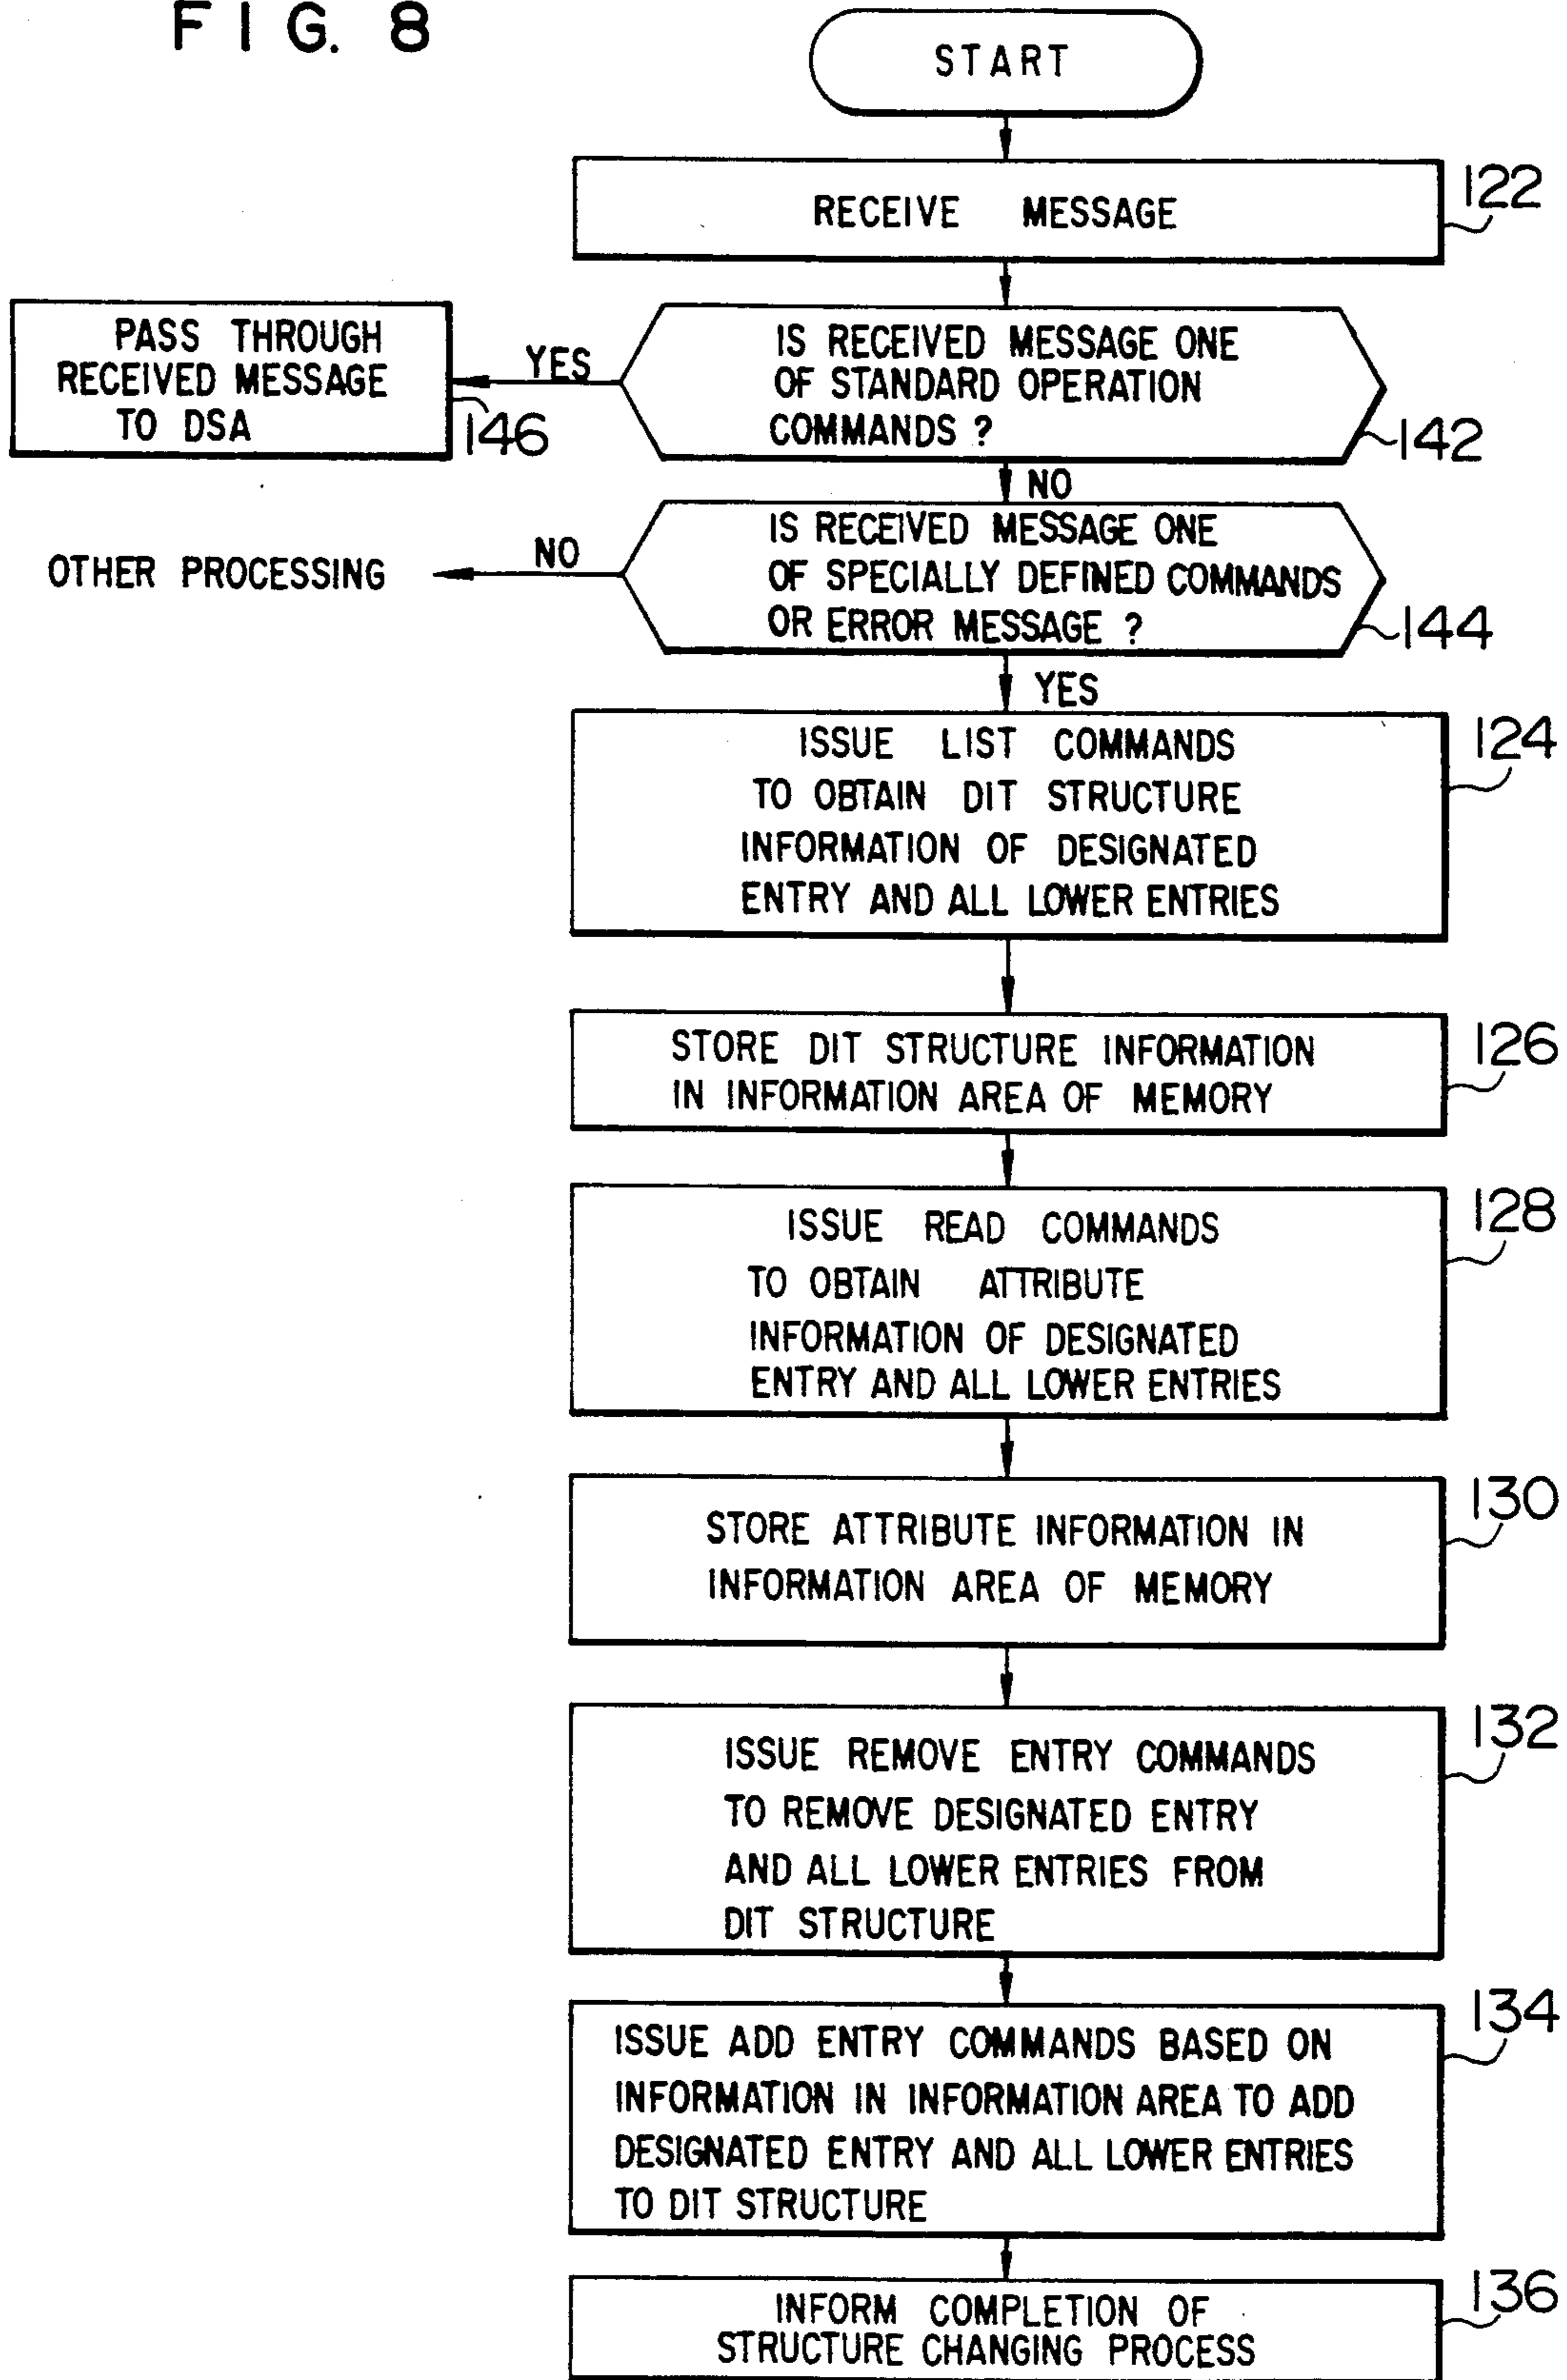 FIG. 8
START
RECEIVE MESSAGE
122
IS RECEIVED MESSAGE ONE
OF STANDARD OPERATION
COMMANDS ?
142
YES
PASS THROUGH
RECEIVED MESSAGE
TO DSA
146
NO
IS RECEIVED MESSAGE ONE
OF SPECIALLY DEFINED COMMANDS
OR ERROR MESSAGE ?
144
NO
OTHER PROCESSING
YES
ISSUE LIST COMMANDS
TO OBTAIN DIT STRUCTURE
INFORMATION OF DESIGNATED
ENTRY AND ALL LOWER ENTRIES
124
STORE DIT STRUCTURE INFORMATION
IN INFORMATION AREA OF MEMORY
126
ISSUE READ COMMANDS
TO OBTAIN ATTRIBUTE
INFORMATION OF DESIGNATED
ENTRY AND ALL LOWER ENTRIES
128
STORE ATTRIBUTE INFORMATION IN
INFORMATION AREA OF MEMORY
130
ISSUE REMOVE ENTRY COMMANDS
TO REMOVE DESIGNATED ENTRY
AND ALL LOWER ENTRIES FROM
DIT STRUCTURE
132
ISSUE ADD ENTRY COMMANDS BASED ON
INFORMATION IN INFORMATION AREA TO ADD
DESIGNATED ENTRY AND ALL LOWER ENTRIES
TO DIT STRUCTURE
134
INFORM COMPLETION OF
STRUCTURE CHANGING PROCESS
136